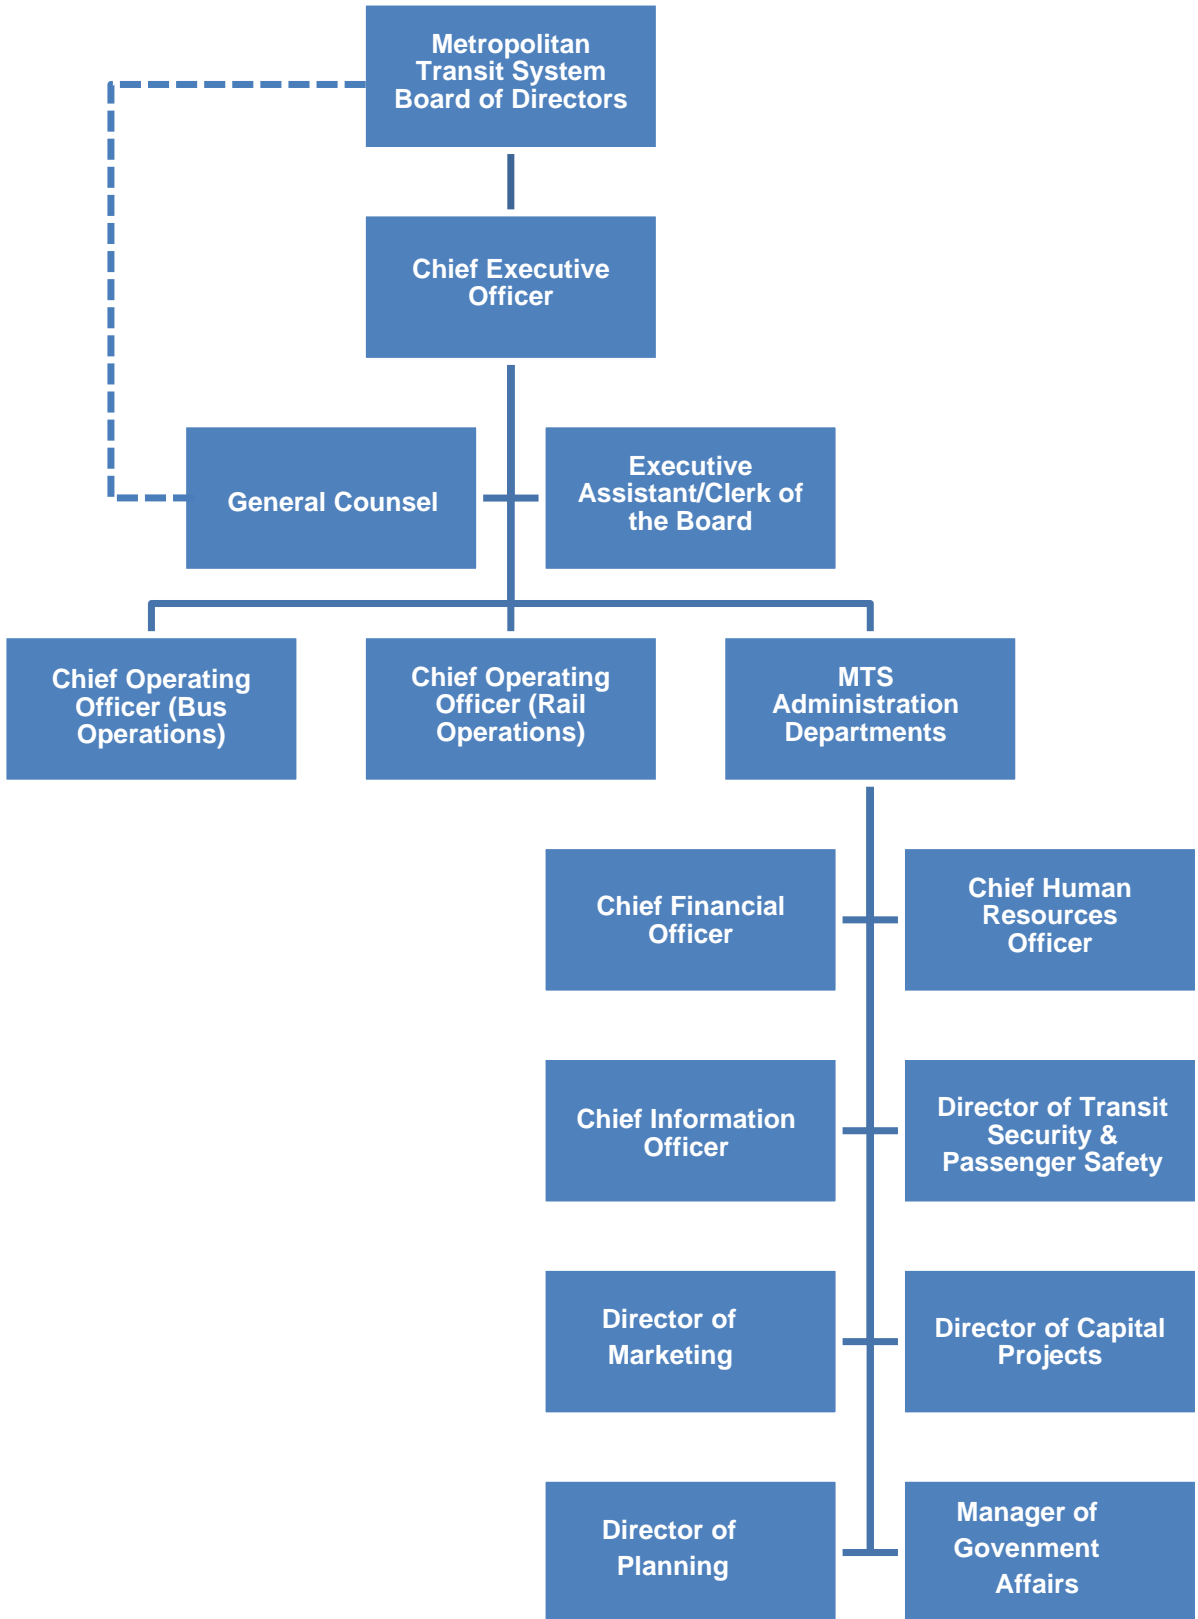 Metropolitan
Transit System
Board of Directors
Chief Executive
Officer
General Counsel
Executive
Assistant/Clerk of
the Board
Chief Operating
Officer (Bus
Operations)
Chief Operating
Officer (Rail
Operations)
MTS
Administration
Departments
Chief Financial
Officer
Chief Human
Resources
Officer
Chief Information
Officer
Director of Transit
Security &
Passenger Safety
Director of
Marketing
Director of Capital
Projects
Director of
Planning
Manager of
Govenment
Affairs